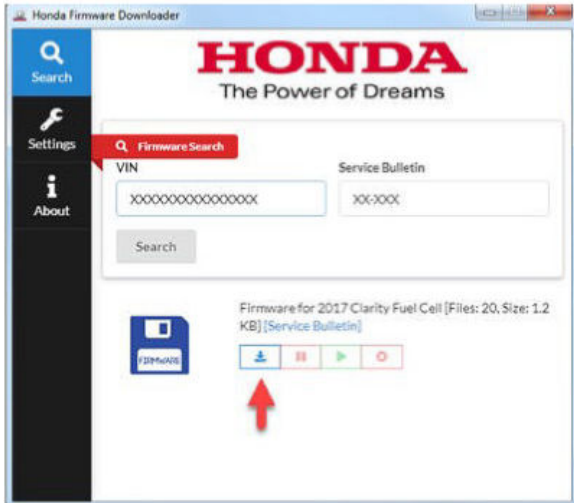 Honda Firmware Downloader
HONDA
The Power of Dreams
Search
Settings
About
Firmware Search
VIN
Service Bulletin
XXXXXXXXXXXXXXX
XX-XXX
Search
Firmware for 2017 Clarity Fuel Cell [Files: 20, Size: 1.2
KB] [Service Bulletin]
FIRMWARE